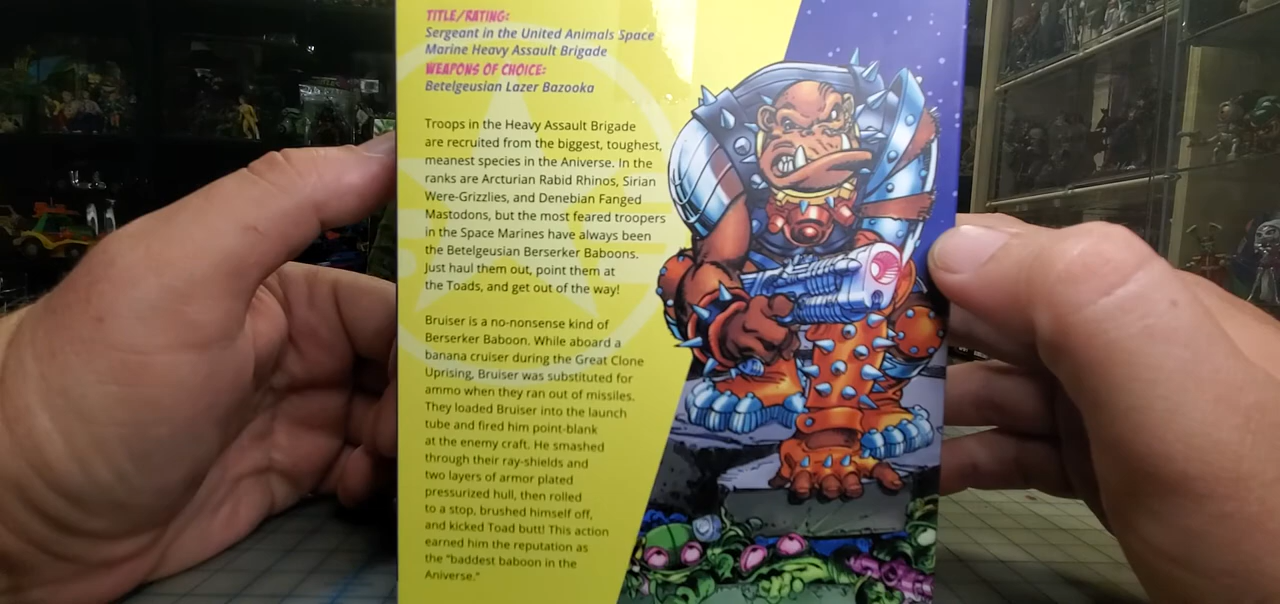 TITLE/RATING:
Sergeant in the United Animals Space
Marine Heavy Assault Brigade
WEAPONS OF CHOICE:
Betelgeusian Lazer Bazooka
Troops in the Heavy Assault Brigade
are recruited from the biggest, toughest,
meanest species in the Aniverse. In the
ranks are Arcturian Rabid Rhinos, Sirian
Were-Grizzlies, and Denebian Fanged
Mastodons, but the most feared troopers
in the Space Marines have always been
the Betelgeusian Berserker Baboons.
Just haul them out, point them at
the Toads, and get out of the way!
Bruiser is a no-nonsense kind of
Berserker Baboon. While aboard a
banana cruiser during the Great Clone
Uprising, Bruiser was substituted for
ammo when they ran out of missiles.
They loaded Bruiser into the launch
tube and fired him point-blank
at the enemy craft. He smashed
through their ray-shields and
two layers of armor plated
pressurized hull, then rolled
to a stop, brushed himself off,
and kicked Toad butt! This action
earned him the reputation as
the "baddest baboon in the
Aniverse."